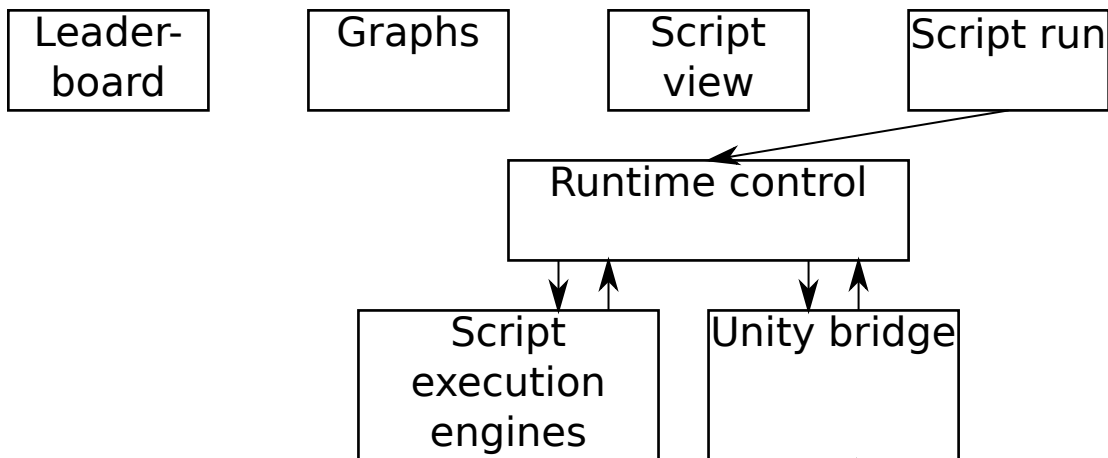 Leader-
board
Graphs
Script
view
Script run
Runtime control
Script
execution
engines
Unity bridge